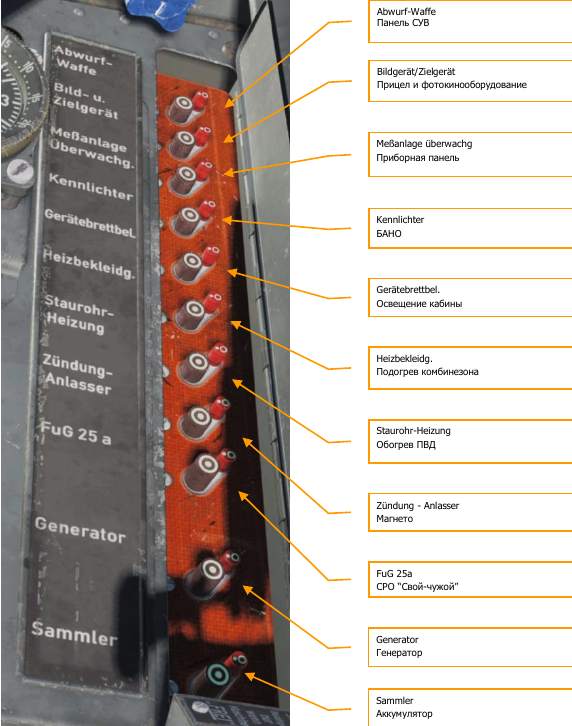 Abwurf-
Waffe
Bild- u.
Zielgerät
Meßanlage
Überwachg.
Kennlichter
Gerätebrettbel.
Heizbekleidg.
Staurohr-
Heizung
Zündung-
Anlasser
FuG 25 a
Generator
Sammler
Abwurf-Waffe
Панель СУВ
Bildgerät/Zielgerät
Прицел и фотокинооборудование
Meßanlage überwachg
Приборная панель
Kennlichter
БАНО
Gerätebrettbel.
Освещение кабины
Heizbekleidg.
Подогрев комбинезона
Staurohr-Heizung
Обогрев ПВД
Zündung - Anlasser
Магнето
FuG 25a
СРО “Свой-чужой”
Generator
Генератор
Sammler
Аккумулятор